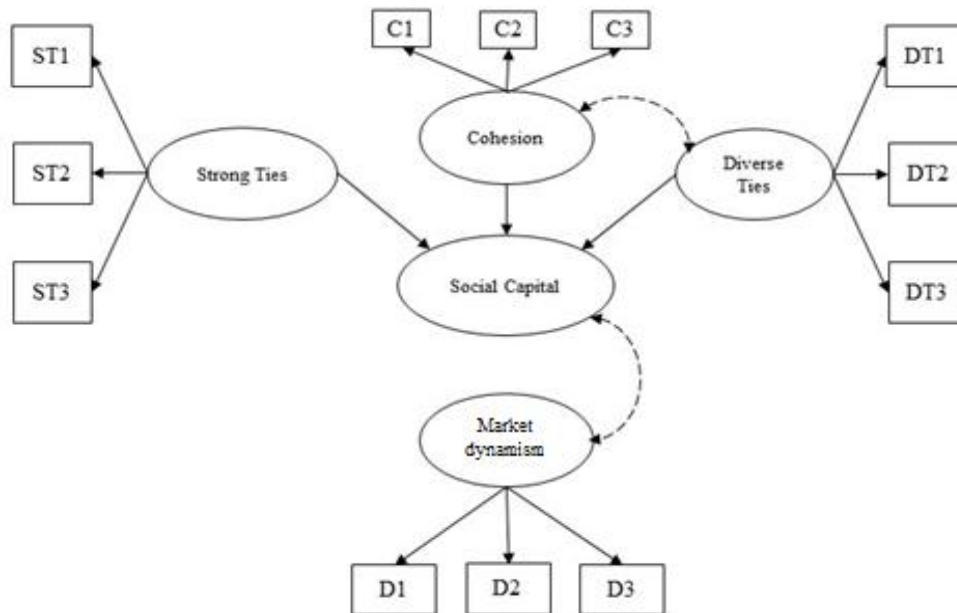 C1
C2
C3
ST1
DT1
Cohesion
ST2
Strong Ties
Diverse
Ties
DT2
ST3
Social Capital
DT3
Market
dynamism
D1
D2
D3